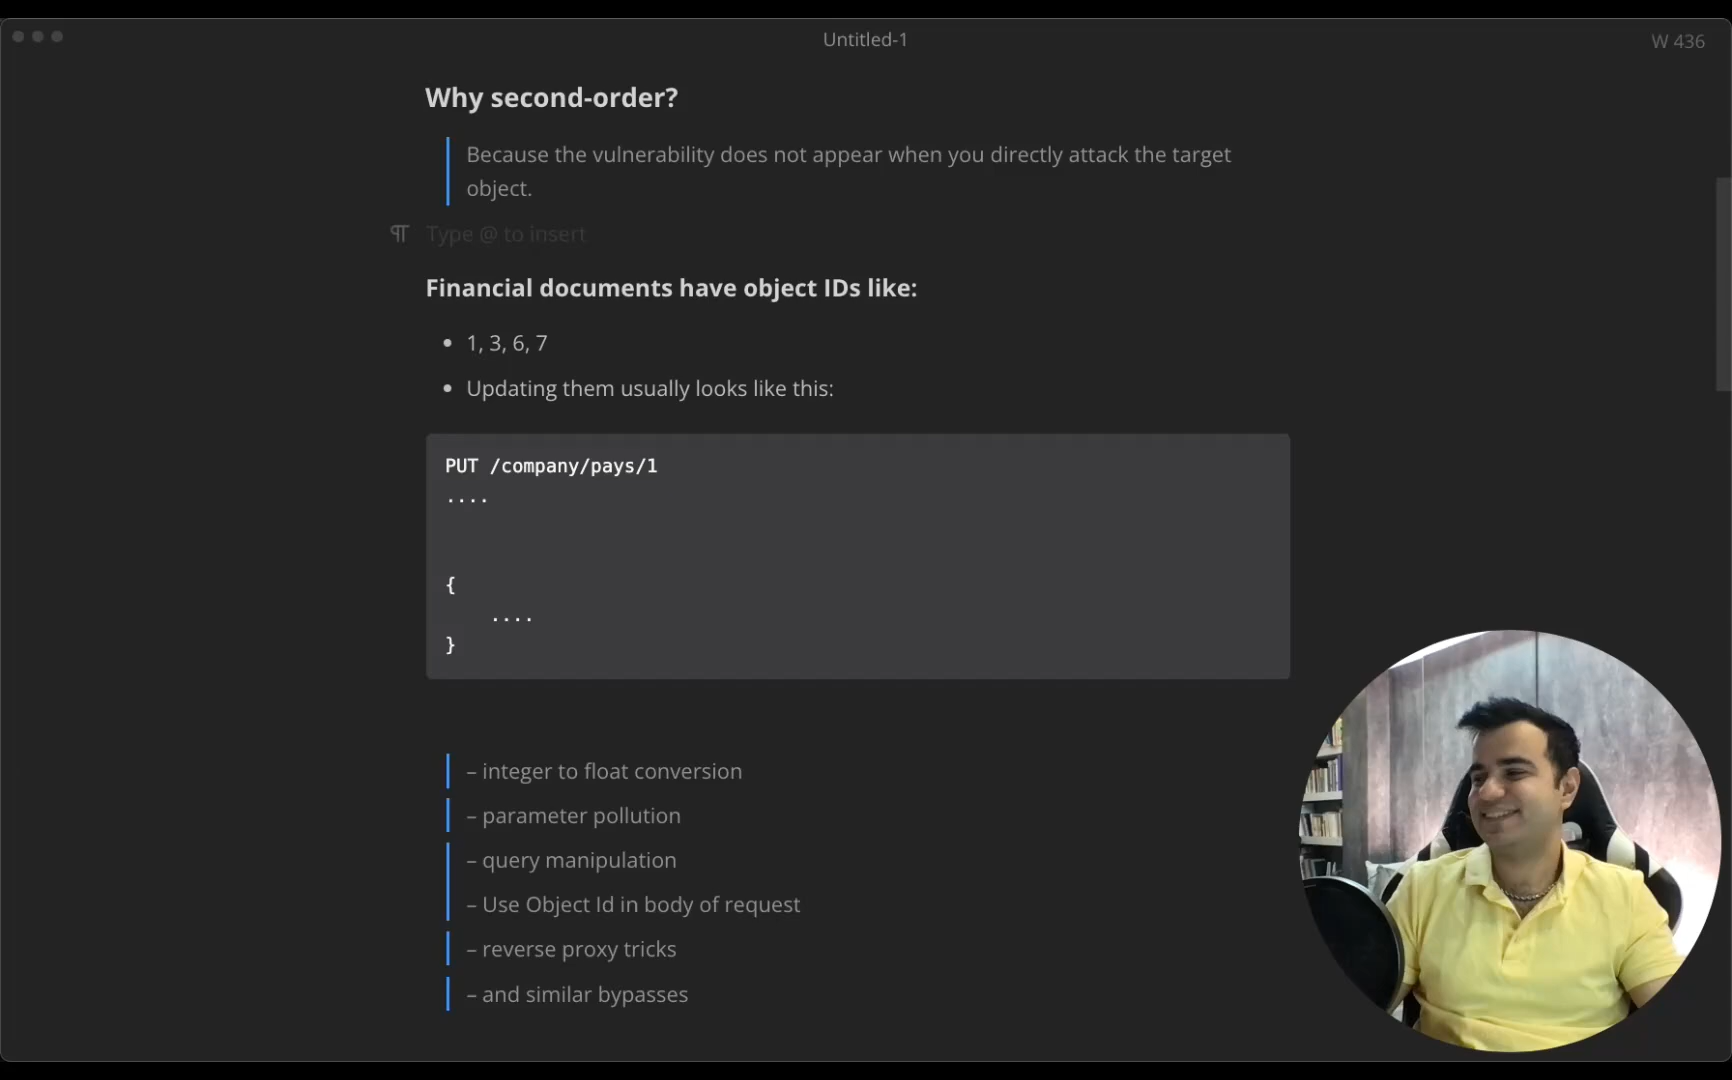 Untitled-1
W 436
Why second-order?
Because the vulnerability does not appear when you directly attack the target
object.
Type @ to insert
Financial documents have object IDs like:
• 1, 3, 6, 7
• Updating them usually looks like this:
PUT /company/pays/1
....
{
....
}
– integer to float conversion
– parameter pollution
– query manipulation
– Use Object Id in body of request
– reverse proxy tricks
– and similar bypasses